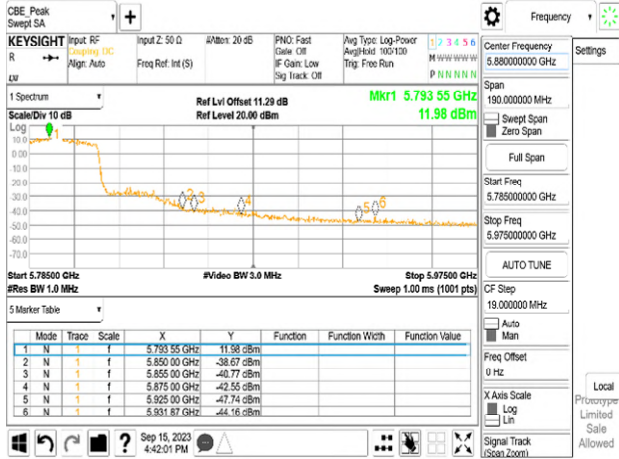 CBE_Peak
Swept SA
Frequency
KEYSIGHT
R
LV
Input: RF
Coupling: DC
Align: Auto
Input Z: 50 Ω
Freq Ref: Int (S)
#Atten: 20 dB
PNO: Fast
Gate: Off
IF Gain: Low
Sig Track: Off
Avg Type: Log-Power
Avg|Hold: 100/100
Trig: Free Run
1 2 3 4 5 6
M W W W W W
P N N N N N
1 Spectrum
Scale/Div 10 dB
Log
Ref Lvl Offset 11.29 dB
Ref Level 20.00 dBm
Mkr1 5.793 55 GHz
11.98 dBm
10.0
0.00
-10.0
-20.0
-30.0
-40.0
-50.0
-60.0
-70.0
1
2
3
4
5
6
Start 5.78500 GHz
#Res BW 1.0 MHz
#Video BW 3.0 MHz
Stop 5.97500 GHz
Sweep 1.00 ms (1001 pts)
5 Marker Table
Mode Trace Scale X Y Function Function Width Function Value
1 N 1 f 5.793 55 GHz 11.98 dBm
2 N 1 f 5.850 00 GHz -38.67 dBm
3 N 1 f 5.855 00 GHz -40.77 dBm
4 N 1 f 5.875 00 GHz -42.55 dBm
5 N 1 f 5.925 00 GHz -47.74 dBm
6 N 1 f 5.931 87 GHz -44.16 dBm
Sep 15, 2023
4:42:01 PM
Center Frequency
5.880000000 GHz
Span
190.000000 MHz
Swept Span
Zero Span
Full Span
Start Freq
5.785000000 GHz
Stop Freq
5.975000000 GHz
AUTO TUNE
CF Step
19.000000 MHz
Auto
Man
Freq Offset
0 Hz
X Axis Scale
Log
Lin
Signal Track
(Span Zoom)
Settings
Local
Prototype
Limited
Sale
Allowed